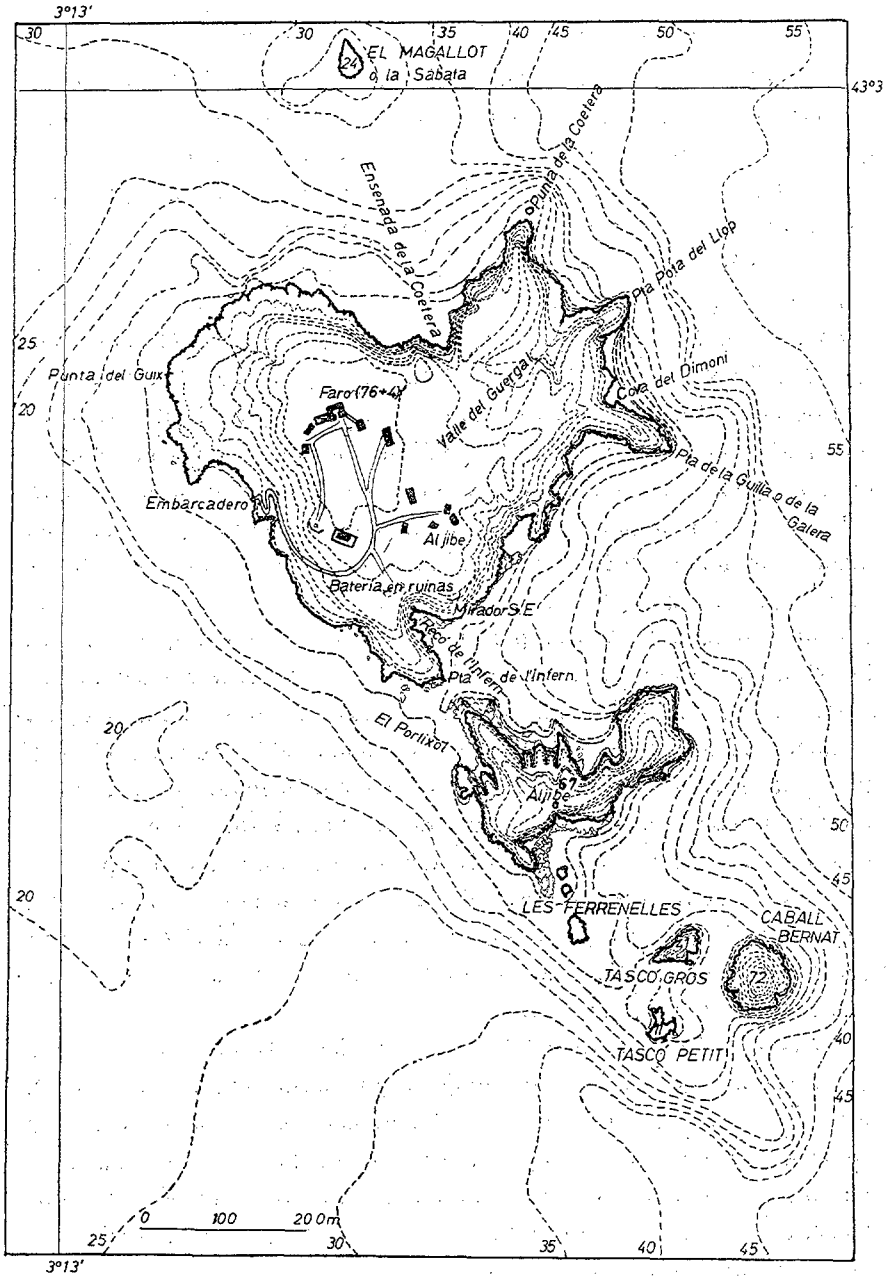 3°13'
30
30
35
40
45
50
55
24
EL MAGALLOT
o la Sabata
43°3
Punta de la Coetera
Ensenada de la
Coetera
Pta Pota del Llop
25
Punta del Guix
20
Faro (76+4)
Valle del Guergal
Cova del Dimoni
55
Pta de la Guilla o de la
Galera
Embarcadero
Aljibe
Batería en ruinas
Mirador S E
Reco de l'Infern
Pta de l'Infern
20
El Portixol
67
Aljibe
50
45
20
LES FERRENELLES
CABALL
BERNAT
TASCO GROS
72
TASCO PETIT
40
45
0 100 200m
25
30
35
40
45
3°13'